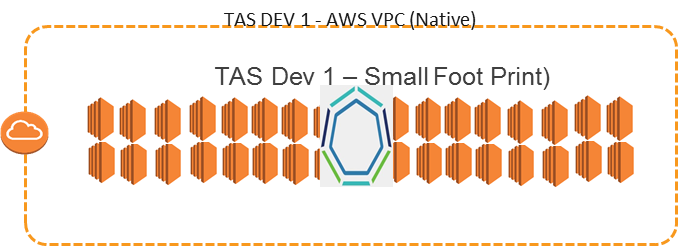 TAS DEV 1 - AWS VPC (Native)
TAS Dev 1 – Small Foot Print)